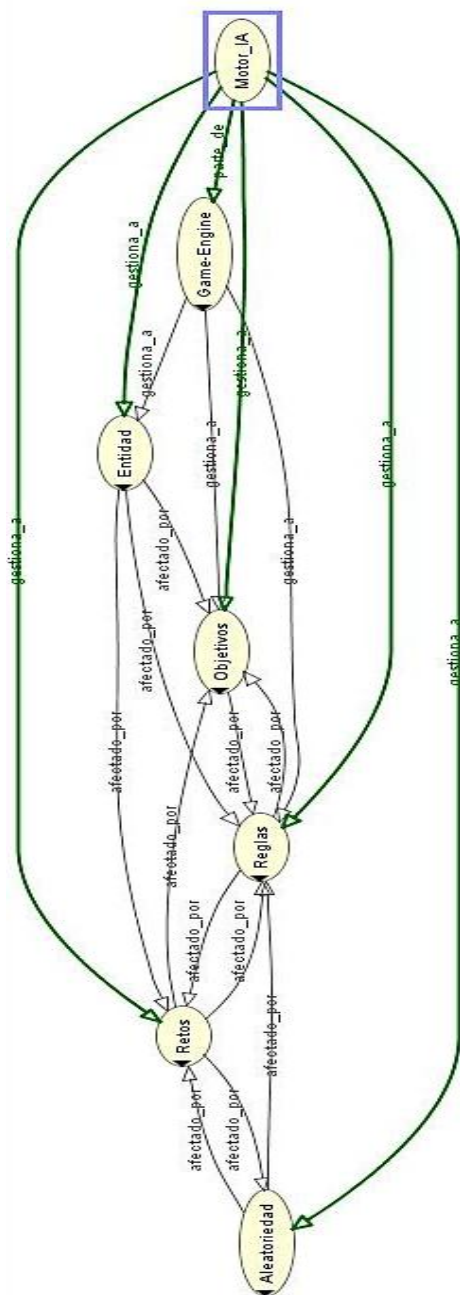 Motor_IA
parte_de
gestiona_a
Game-Engine
gestiona_a
gestiona_a
Entidad
gestiona_a
gestiona_a
gestiona_a
afectado_por
gestiona_a
gestiona_a
afectado_por
Objetivos
gestiona_a
afectado_por
afectado_por
afectado_por
afectado_por
Reglas
afectado_por
afectado_por
Retos
afectado_por
afectado_por
afectado_por
Aleatoriedad